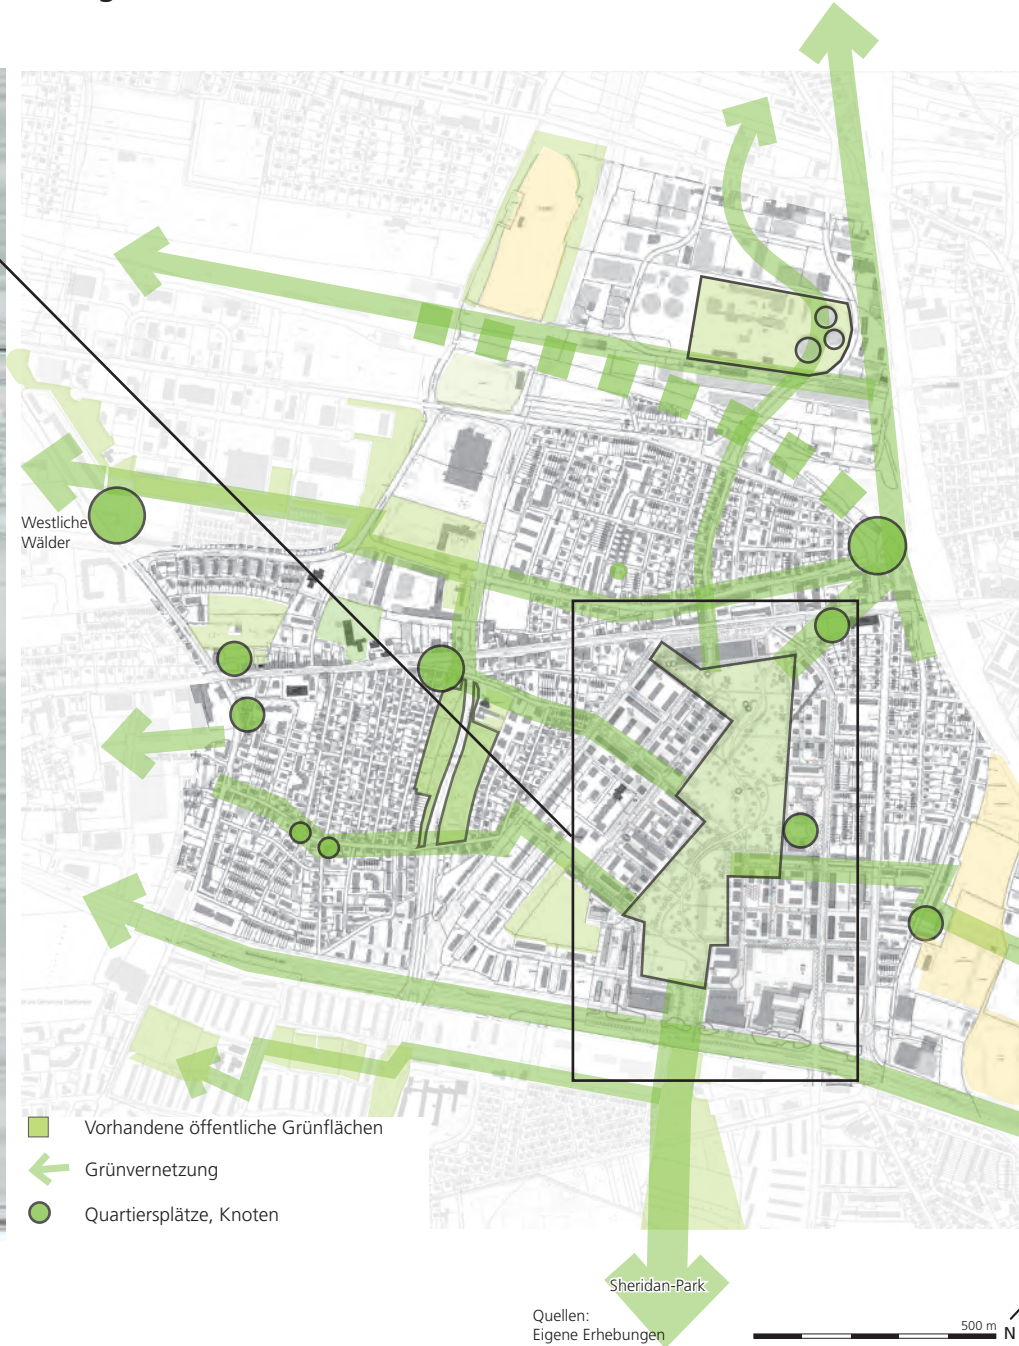 Westliche
Wälder
Vorhandene öffentliche Grünflächen
Grünvernetzung
Quartiersplätze, Knoten
Sheridan-Park
Quellen:
Eigene Erhebungen
500 m
N